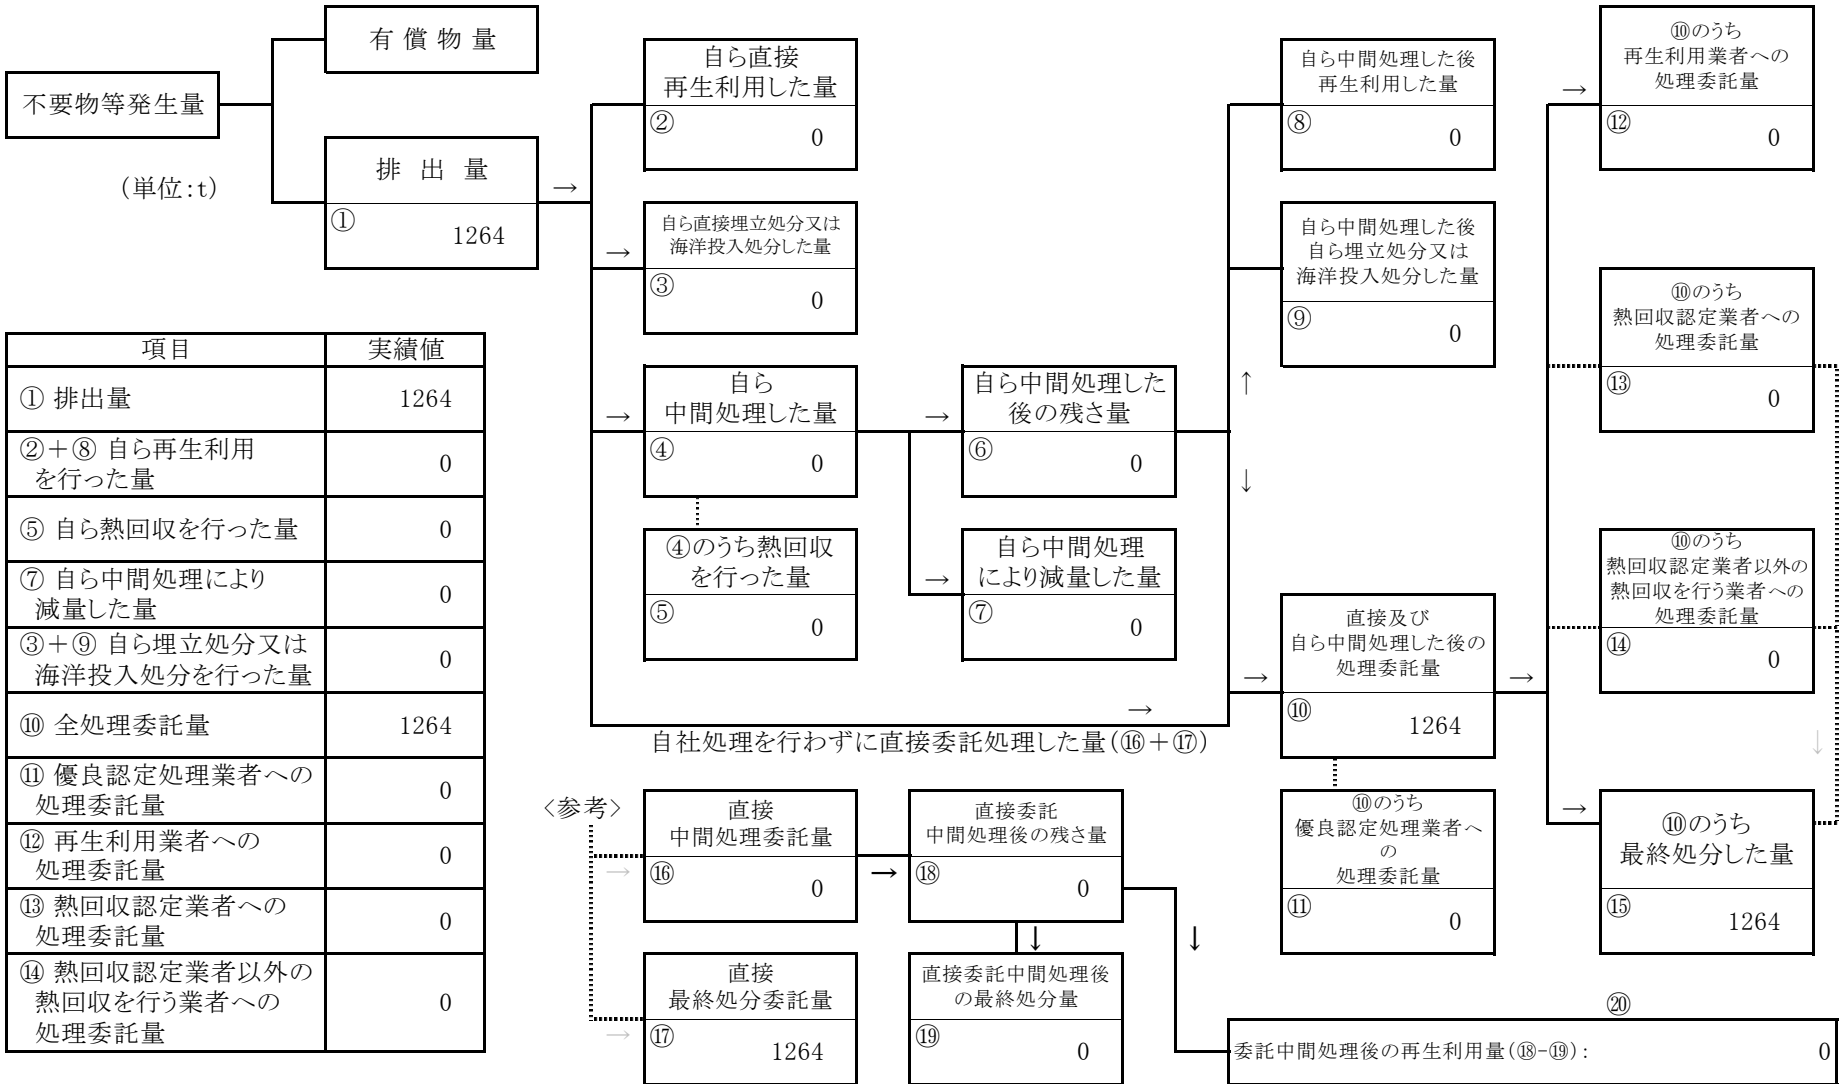 不要物等発生量
有 償 物 量
排 出 量
①
1264
(単位:t)
→
自ら直接
再生利用した量
②
0
→
自ら直接埋立処分又は
海洋投入処分した量
③
0
→
自ら
中間処理した量
④
0
④のうち熱回収
を行った量
⑤
0
→
自ら中間処理した
後の残さ量
⑥
0
→
自ら中間処理
により減量した量
⑦
0
↑
↓
自ら中間処理した後
再生利用した量
⑧
0
自ら中間処理した後
自ら埋立処分又は
海洋投入処分した量
⑨
0
→
自社処理を行わずに直接委託処理した量(⑯+⑰)
→
直接及び
自ら中間処理した後の
処理委託量
⑩
1264
⑩のうち
優良認定処理業者へ
の
処理委託量
⑪
0
→
→
⑩のうち
再生利用業者への
処理委託量
⑫
0
⑩のうち
熱回収認定業者への
処理委託量
⑬
0
⑩のうち
熱回収認定業者以外の
熱回収を行う業者への
処理委託量
⑭
0
↓
→
⑩のうち
最終処分した量
⑮
1264
項目 実績値
① 排出量 1264
②+⑧ 自ら再生利用
を行った量 0
⑤ 自ら熱回収を行った量 0
⑦ 自ら中間処理により
減量した量 0
③+⑨ 自ら埋立処分又は
海洋投入処分を行った量 0
⑩ 全処理委託量 1264
⑪ 優良認定処理業者への
処理委託量 0
⑫ 再生利用業者への
処理委託量 0
⑬ 熱回収認定業者への
処理委託量 0
⑭ 熱回収認定業者以外の
熱回収を行う業者への
処理委託量 0
<参考>
→
直接
中間処理委託量
⑯
0
→
直接委託
中間処理後の残さ量
⑱
0
→
直接
最終処分委託量
⑰
1264
↓
直接委託中間処理後
の最終処分量
⑲
0
↓
⑳
委託中間処理後の再生利用量(⑱-⑲): 0